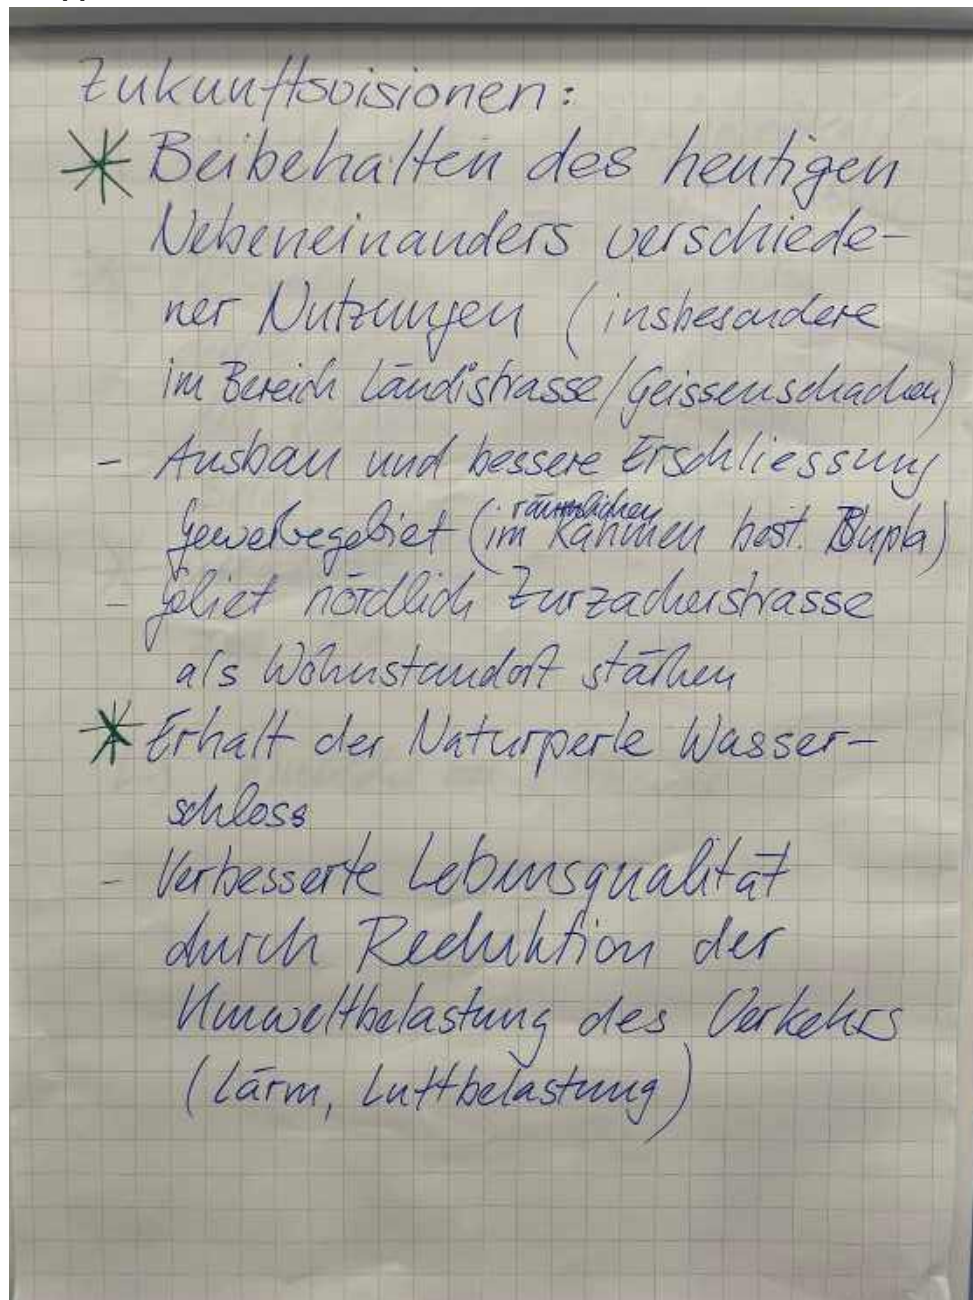 Zukunftsvisionen:
* Beibehalten des heutigen
Nebeneinanders verschiede-
ner Nutzungen (insbesondere
im Bereich Ländistrasse/Geissenschachen)
- Ausbau und bessere Erschliessung
räumlichen
Gewerbegebiet (im Rahmen best. Bupla)
- Gebiet nördlich Zurzacherstrasse
als Wohnstandort stärken
* Erhalt der Naturperle Wasser-
schloss
- Verbesserte Lebensqualität
durch Reduktion der
Umweltbelastung des Verkehrs
(Lärm, Luftbelastung)